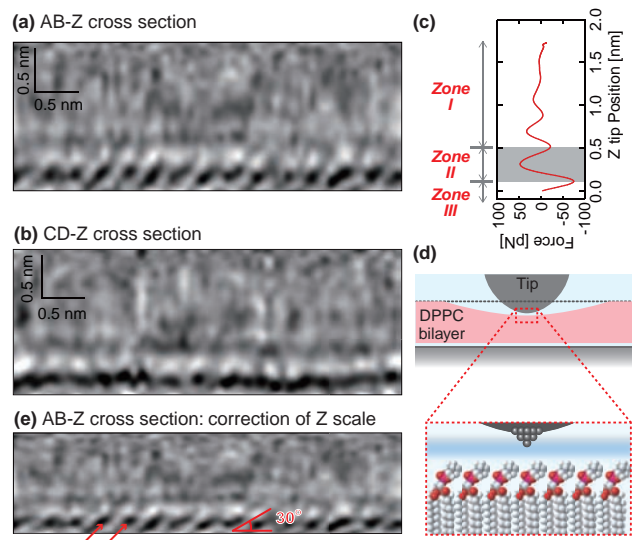 (a) AB-Z cross section
0.5 nm
0.5 nm
(b) CD-Z cross section
0.5 nm
0.5 nm
(e) AB-Z cross section: correction of Z scale
30°
(c)
Zone
I
Zone
II
Zone
III
2.0
1.5
1.0
0.5
0.0
Z tip Position [nm]
100
50
0
-50
-100
Force [pN]
(d)
Tip
DPPC
bilayer